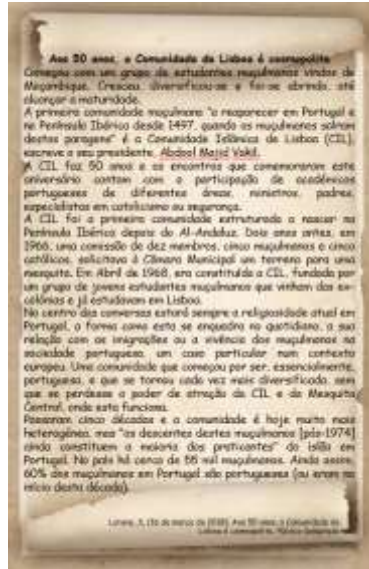 Aos 50 anos, a Comunidade de Lisboa é cosmopolita
Começou com um grupo de estudantes muçulmanos vindos de
Moçambique. Cresceu, diversificou-se e foi-se abrindo, até
alcançar a maturidade.
A primeira comunidade muçulmana "a reaparecer em Portugal e
na Península Ibérica desde 1497, quando os muçulmanos saíram
destas paragens" é a Comunidade Islâmica de Lisboa (CIL),
escreve o seu presidente, Abdool Majid Vakil.
A CIL faz 50 anos e os encontros que comemoraram este
aniversário contam com a participação de académicos
portugueses de diferentes áreas, ministros, padres,
especialistas em catolicismo ou segurança.
A CIL foi a primeira comunidade estruturada a nascer na
Península Ibérica depois do Al-Andaluz. Dois anos antes, em
1966, uma comissão de dez membros, cinco muçulmanos e cinco
católicos, solicitava à Câmara Municipal um terreno para uma
mesquita. Em Abril de 1968, era constituída a CIL, fundada por
um grupo de jovens estudantes muçulmanos que vinham das ex-
colónias e já estudavam em Lisboa.
No centro das conversas estará sempre a religiosidade atual em
Portugal, a forma como esta se enquadra no quotidiano, a sua
relação com as imigrações ou a vivência dos muçulmanos na
sociedade portuguesa, um caso particular num contexto
europeu. Uma comunidade que começou por ser, essencialmente,
portuguesa, e que se tornou cada vez mais diversificada, sem
que se perdesse o poder de atração da CIL e da Mesquita
Central, onde esta funciona.
Passaram cinco décadas e a comunidade é hoje muito mais
heterogénea, mas "os descentes destes muçulmanos [pós-1974]
ainda constituem a maioria dos praticantes" do Islão em
Portugal. No país há cerca de 55 mil muçulmanos. Ainda assim,
60% dos muçulmanos em Portugal são portugueses (ou eram no
início desta década).